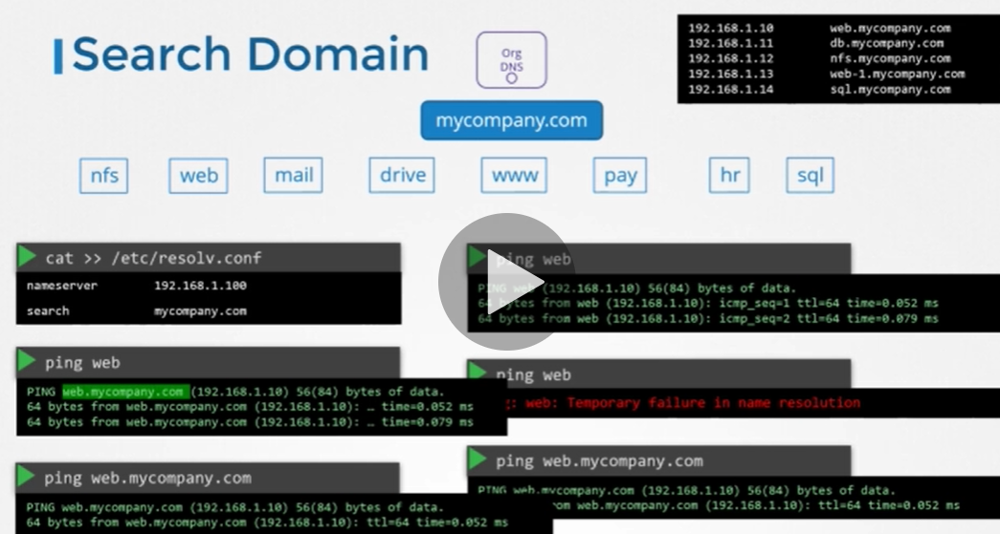 Search Domain
Org
DNS
192.168.1.10 web.mycompany.com
192.168.1.11 db.mycompany.com
192.168.1.12 nfs.mycompany.com
192.168.1.13 web-1.mycompany.com
192.168.1.14 sql.mycompany.com
mycompany.com
nfs web mail drive www pay hr sql
cat >> /etc/resolv.conf
nameserver 192.168.1.100
search mycompany.com
ping web
PING web.mycompany.com (192.168.1.10) 56(84) bytes of data.
64 bytes from web.mycompany.com (192.168.1.10): … time=0.052 ms
64 bytes from web.mycompany.com (192.168.1.10): … time=0.079 ms
ping web.mycompany.com
PING web.mycompany.com (192.168.1.10) 56(84) bytes of data.
64 bytes from web.mycompany.com (192.168.1.10): ttl=64 time=0.052 ms
ping web
PING web (192.168.1.10) 56(84) bytes of data.
64 bytes from web (192.168.1.10): icmp_seq=1 ttl=64 time=0.052 ms
64 bytes from web (192.168.1.10): icmp_seq=2 ttl=64 time=0.079 ms
ping web
web: Temporary failure in name resolution
ping web.mycompany.com
PING web.mycompany.com (192.168.1.10) 56(84) bytes of data.
web.mycompany.com (192.168.1.10): ttl=64 time=0.052 ms